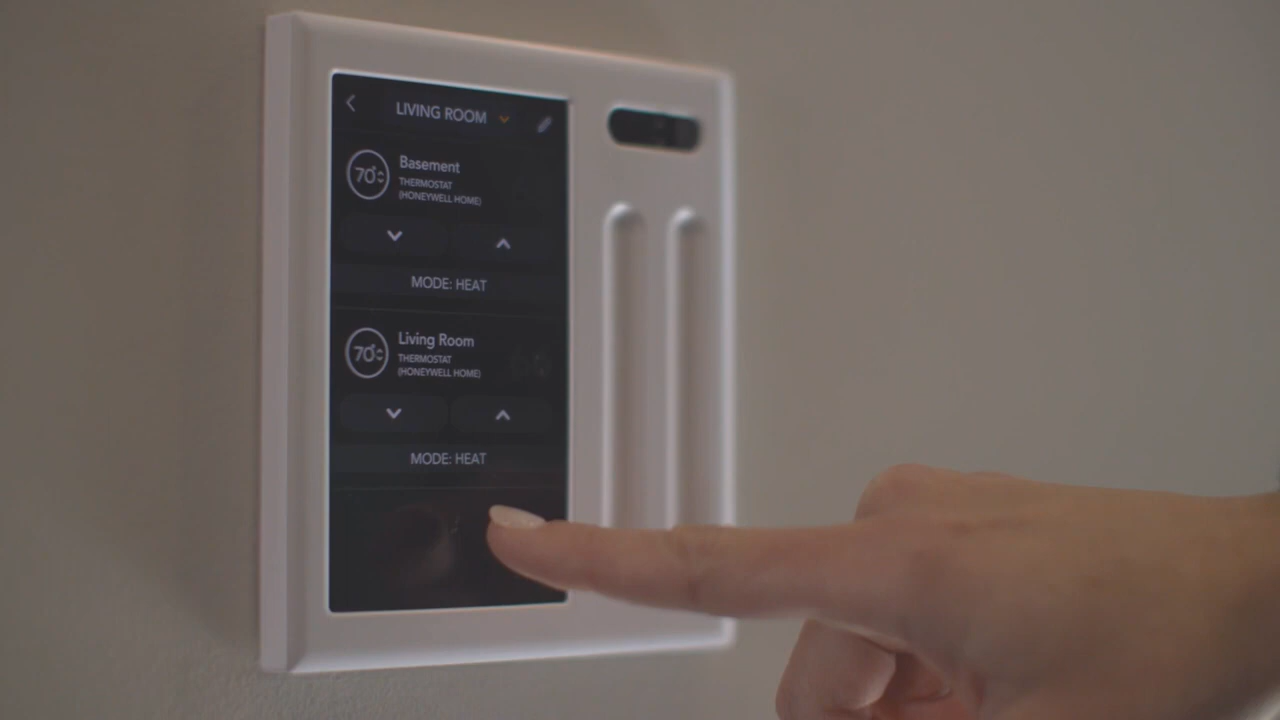 LIVING ROOM
70°
Basement
THERMOSTAT
(HONEYWELL HOME)
MODE: HEAT
70°
Living Room
THERMOSTAT
(HONEYWELL HOME)
MODE: HEAT